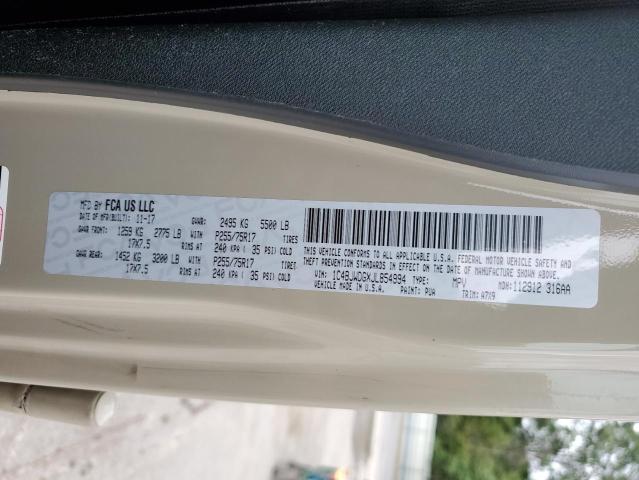 MFD BY FCA US LLC
DATE OF MFR(BUILT): 11-17 GVWR: 2495 KG 5500 LB
GAWR FRONT: 1259 KG 2775 LB P255/75R17 TIRES
17X7.5 RIMS AT 240 KPA ( 35 PSI) COLD
GAWR REAR: 1452 KG 3200 LB P255/75R17 TIRES
17X7.5 RIMS AT 240 KPA ( 35 PSI) COLD
THIS VEHICLE CONFORMS TO ALL APPLICABLE U.S.A. FEDERAL MOTOR VEHICLE SAFETY AND
THEFT PREVENTION STANDARDS IN EFFECT ON THE DATE OF MANUFACTURE SHOWN ABOVE.
VIN: 1C4BJWDGXJL854994 TYPE: MPV MDH: 112912 316AA
VEHICLE MADE IN U.S.A. PAINT: PUA TRIM: A7X9